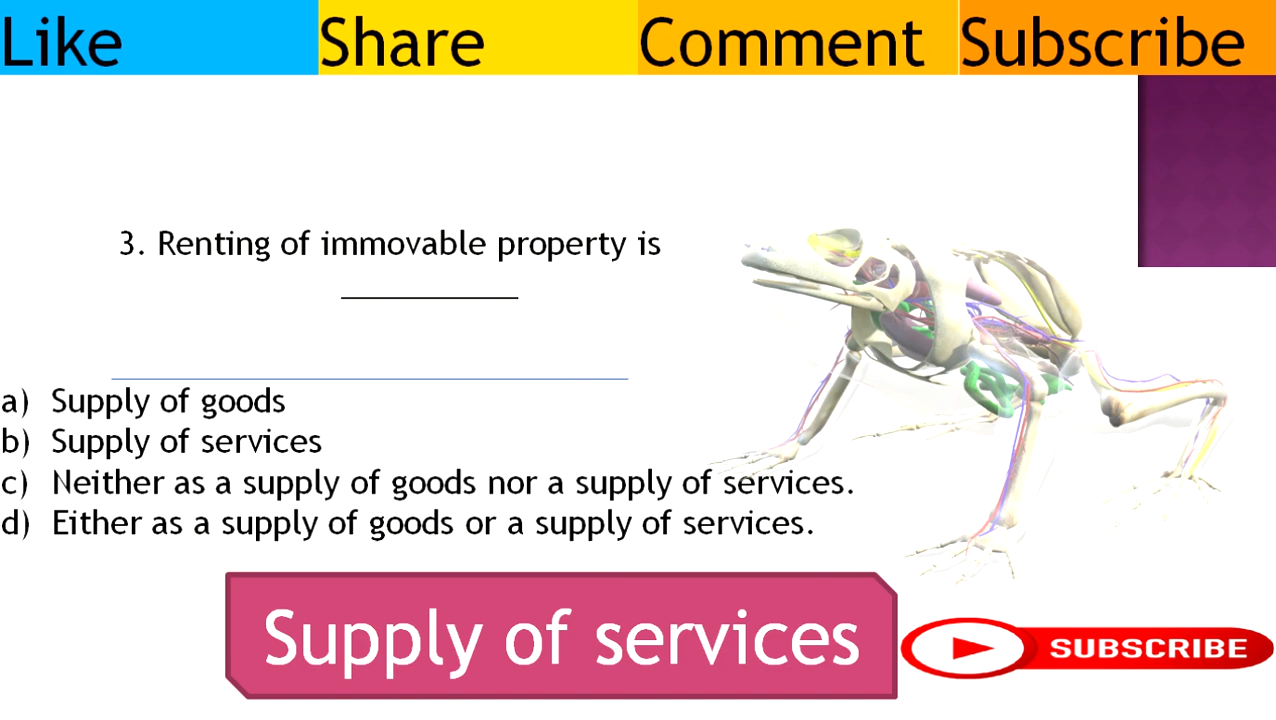 Like Share Comment Subscribe
3. Renting of immovable property is
__________
a) Supply of goods
b) Supply of services
c) Neither as a supply of goods nor a supply of services.
d) Either as a supply of goods or a supply of services.
Supply of services
SUBSCRIBE